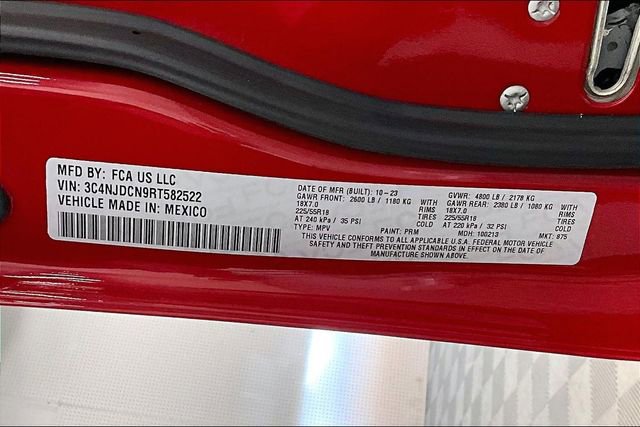 MFD BY: FCA US LLC
VIN: 3C4NJDCN9RT582522
VEHICLE MADE IN: MEXICO
DATE OF MFR (BUILT): 10-23 GVWR: 4800 LB / 2178 KG
GAWR FRONT: 2600 LB / 1180 KG WITH GAWR REAR: 2380 LB / 1080 KG WITH
18X7.0 RIMS 18X7.0 RIMS
225/55R18 TIRES 225/55R18 TIRES
AT 240 kPa / 35 PSI COLD AT 220 kPa / 32 PSI COLD
TYPE: MPV PAINT: PRM MDH: 100213 MKT: 875
THIS VEHICLE CONFORMS TO ALL APPLICABLE U.S.A. FEDERAL MOTOR VEHICLE
SAFETY AND THEFT PREVENTION STANDARDS IN EFFECT ON THE DATE OF
MANUFACTURE SHOWN ABOVE.